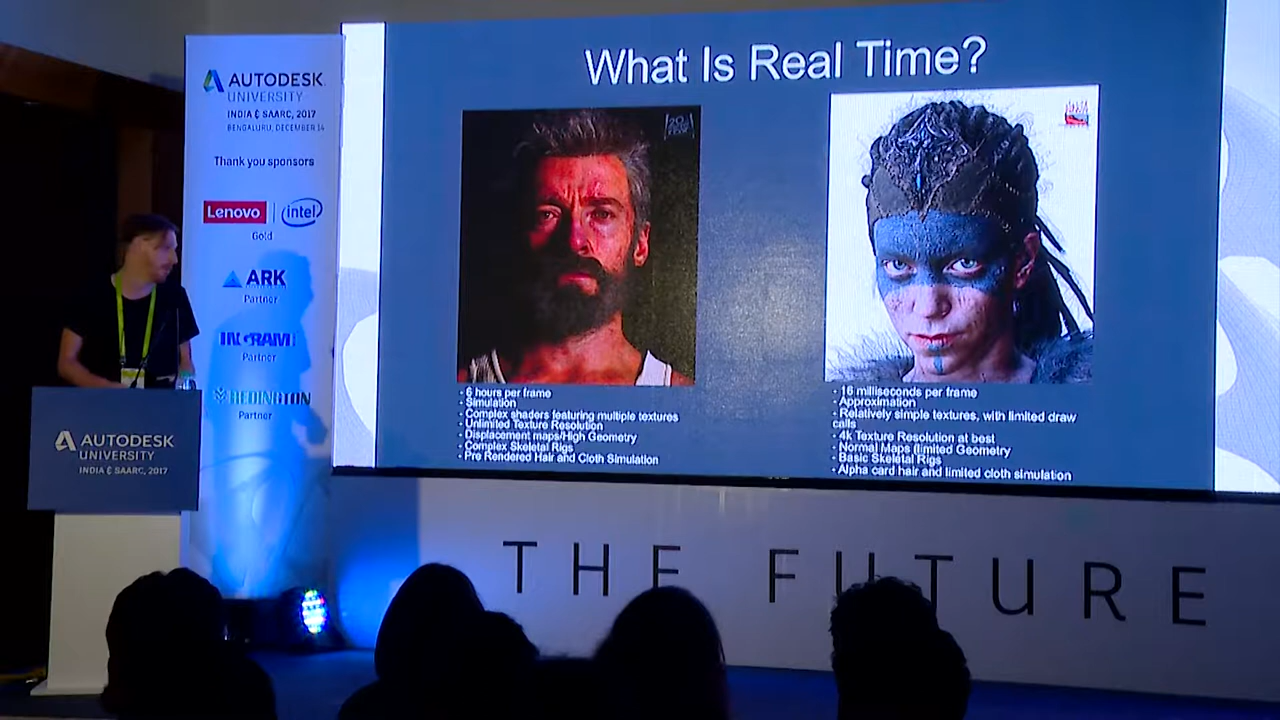 What Is Real Time?
AUTODESK
UNIVERSITY
INDIA & SAARC, 2017
BENGALURU, DECEMBER 14
Thank you sponsors
Lenovo
intel
Gold
ARK
Partner
INGRAM
Partner
REDINGTON
Partner
- 6 hours per frame
- Simulation
- Complex shaders featuring multiple textures
- Unlimited Texture Resolution
- Displacement maps/High Geometry
- Complex Skeletal Rigs
- Pre Rendered Hair and Cloth Simulation
- 16 milliseconds per frame
- Approximation
- Relatively simple textures, with limited draw
calls
- 4k Texture Resolution at best
- Normal Maps (limited Geometry
- Basic Skeletal Rigs
- Alpha card hair and limited cloth simulation
AUTODESK
UNIVERSITY
INDIA & SAARC, 2017
THE FUTURE